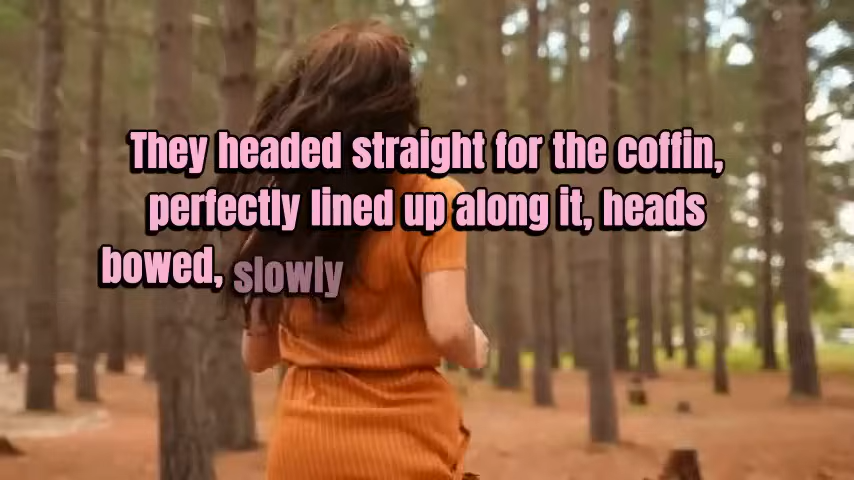 They headed straight for the coffin,
perfectly lined up along it, heads
bowed, slowly